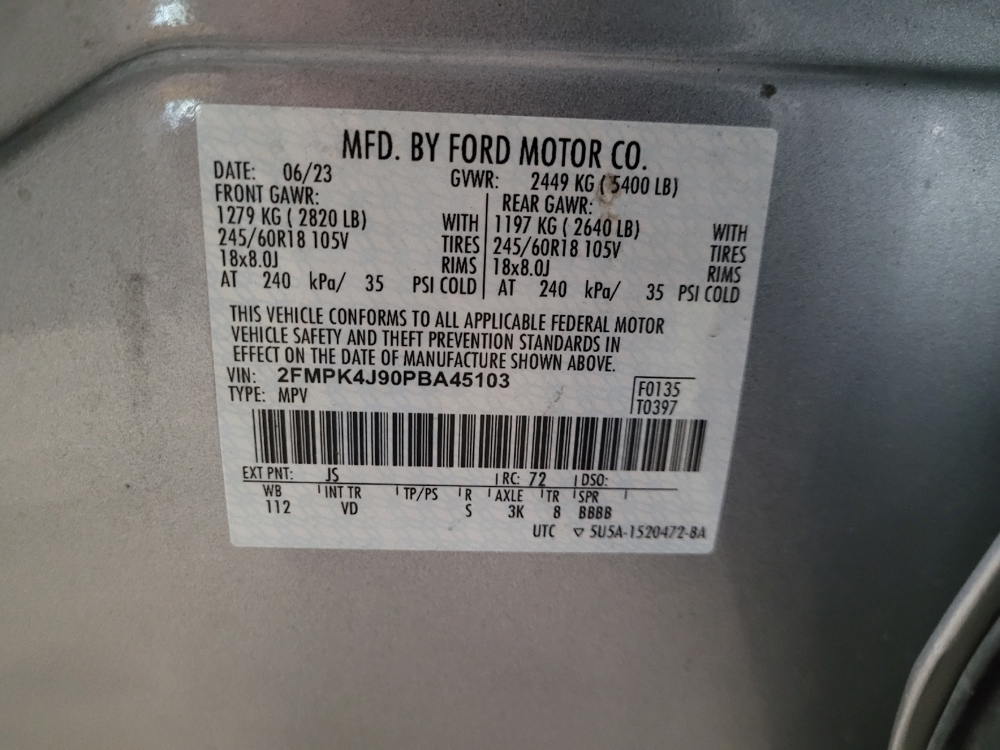 MFD. BY FORD MOTOR CO.
DATE: 06/23 GVWR: 2449 KG ( 5400 LB)
FRONT GAWR: REAR GAWR:
1279 KG ( 2820 LB) WITH 1197 KG ( 2640 LB) WITH
245/60R18 105V TIRES 245/60R18 105V TIRES
18x8.0J RIMS 18x8.0J RIMS
AT 240 kPa/ 35 PSI COLD AT 240 kPa/ 35 PSI COLD
THIS VEHICLE CONFORMS TO ALL APPLICABLE FEDERAL MOTOR
VEHICLE SAFETY AND THEFT PREVENTION STANDARDS IN
EFFECT ON THE DATE OF MANUFACTURE SHOWN ABOVE.
VIN: 2FMPK4J90PBA45103 F0135
TYPE: MPV T0397
EXT PNT: JS RC: 72 DSO:
WB INT TR TP/PS R AXLE TR SPR
112 VD S 3K 8 BBBB
UTC ▽ 5U5A-1520472-BA